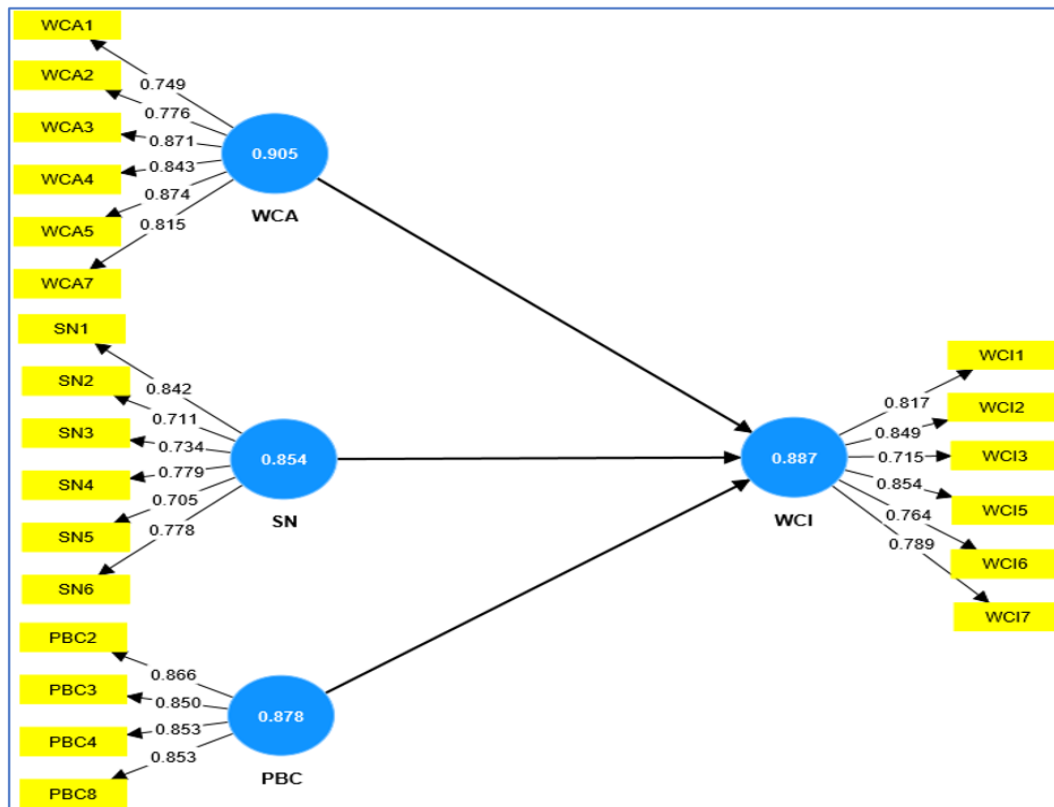 WCA1
0.749
WCA2
0.776
WCA3
0.871
WCA4
0.843
WCA5
0.874
0.815
WCA7
0.905
WCA
SN1
0.842
SN2
0.711
SN3
0.734
SN4
0.779
SN5
0.705
0.778
SN6
0.854
SN
PBC2
0.866
PBC3
0.850
PBC4
0.853
0.853
PBC8
0.878
PBC
0.887
WCI
WCI1
0.817
WCI2
0.849
WCI3
0.715
0.854
WCI5
0.764
WCI6
0.789
WCI7